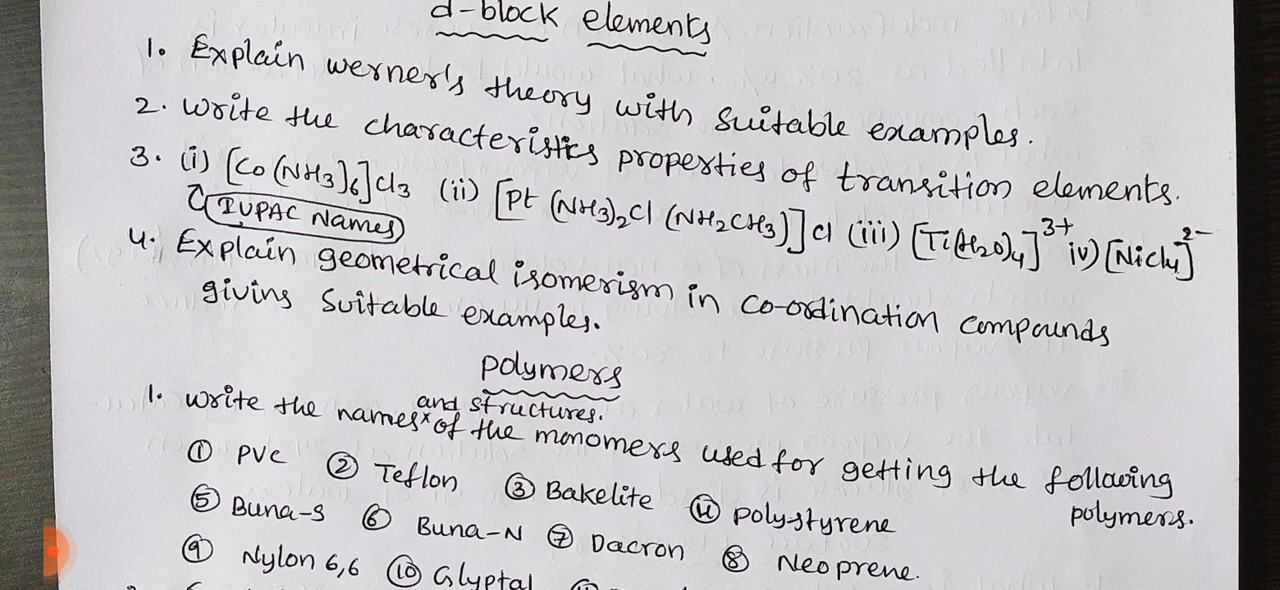 d-block elements
1. Explain werner's theory with suitable examples.
2. write the characteristics properties of transition elements.
3. (i) [Co(NH3)6]Cl3 (ii) [Pt (NH3)2Cl (NH2CH3)]Cl (iii) [Ti(H2O)4]3+ iv) [NiCl4]2-
IUPAC Names
4. Explain geometrical isomerism in co-ordination compounds
giving suitable examples.
polymers
and structures.
1. write the names x of the monomers used for getting the following
polymers.
① PVC ② Teflon ③ Bakelite ④ polystyrene
⑤ Buna-S ⑥ Buna-N ⑦ Dacron ⑧ Neoprene.
⑨ Nylon 6,6 ⑩ Glyptal